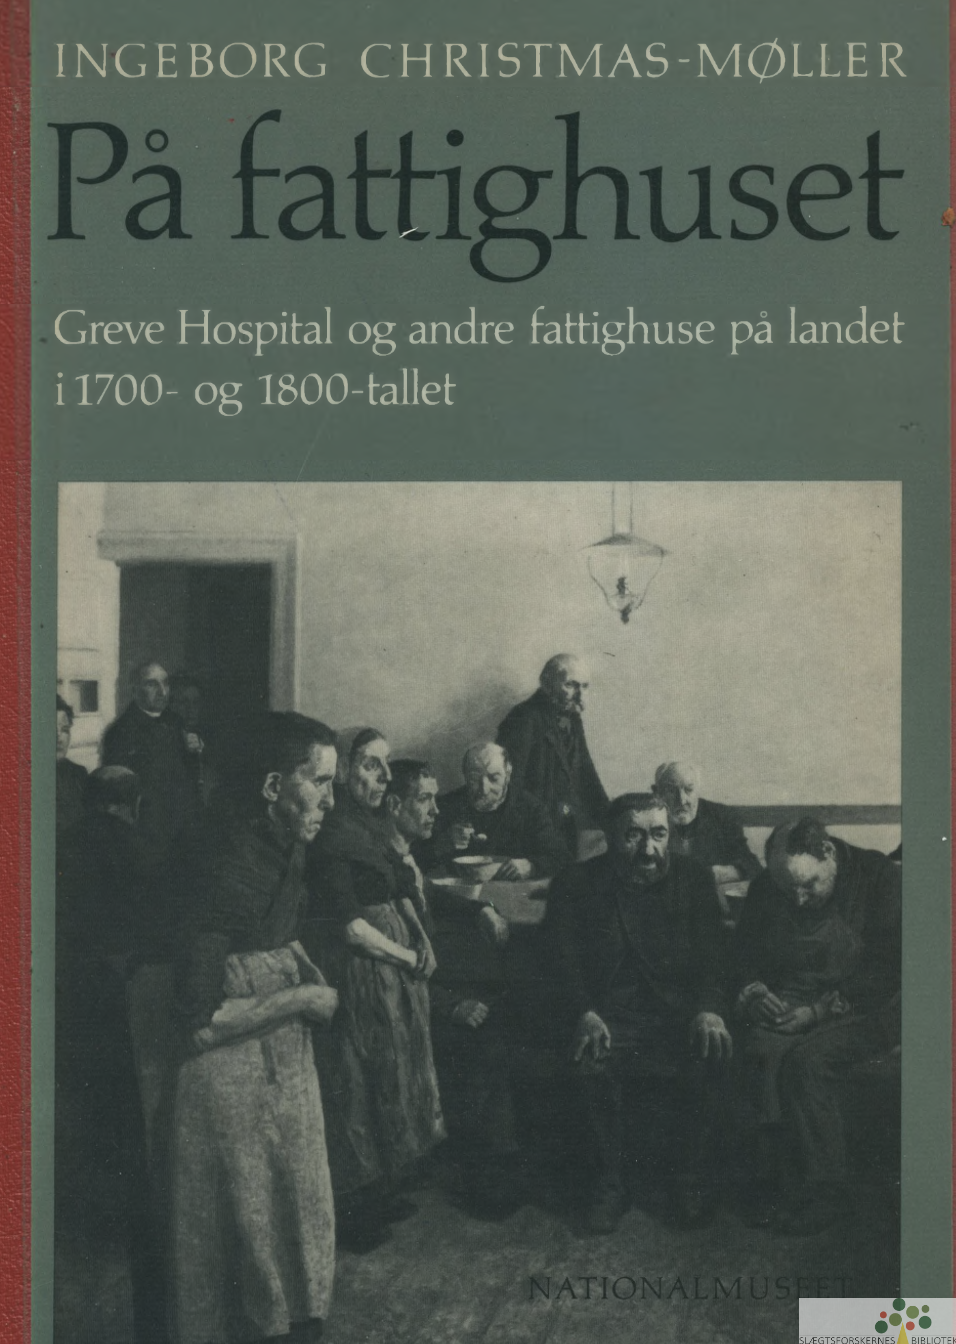 INGEBORG CHRISTMAS-MØLLER
På fattighuset
Greve Hospital og andre fattighuse på landet
i 1700- og 1800-tallet
NATIONALMUSEET
SLÆGTSFORSKERNES BIBLIOTEK